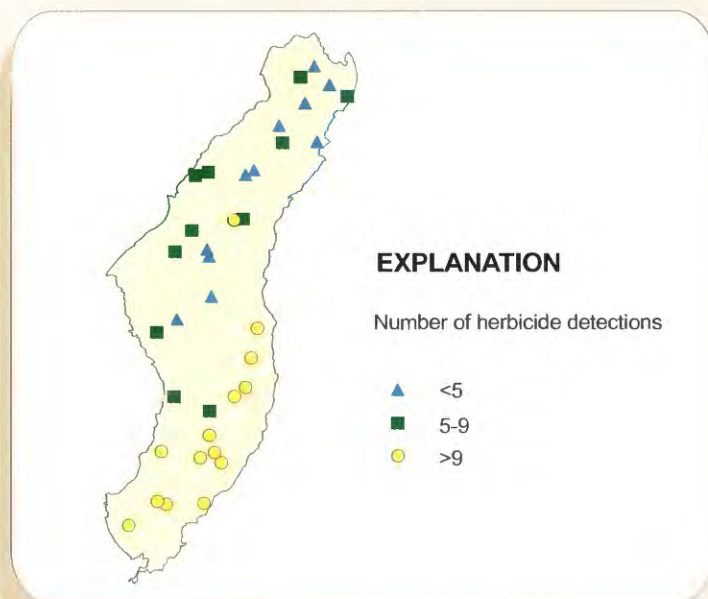 EXPLANATION
Number of herbicide detections
<5
5-9
>9